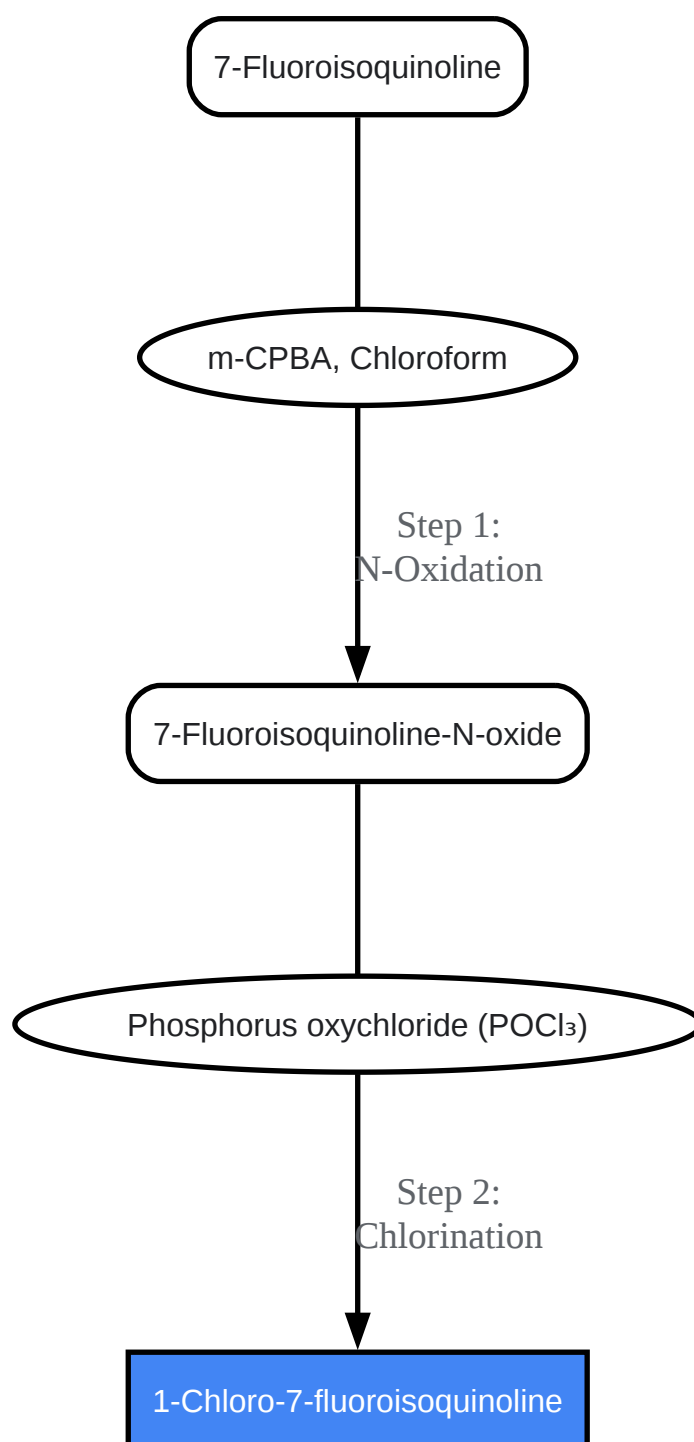 7-Fluoroisoquinoline
m-CPBA, Chloroform
Step 1:
N-Oxidation
7-Fluoroisoquinoline-N-oxide
Phosphorus oxychloride (POCl₃)
Step 2:
Chlorination
1-Chloro-7-fluoroisoquinoline